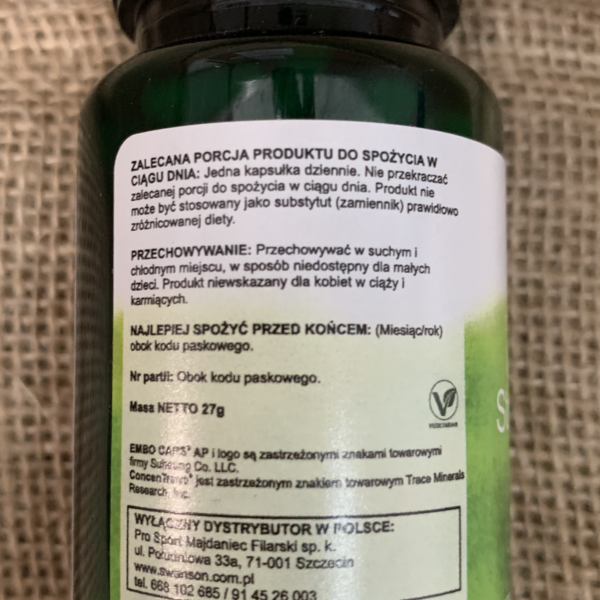 ZALECANA PORCJA PRODUKTU DO SPOŻYCIA W
CIĄGU DNIA: Jedna kapsułka dziennie. Nie przekraczać
zalecanej porcji do spożycia w ciągu dnia. Produkt nie
może być stosowany jako substytut (zamiennik) prawidłowo
zróżnicowanej diety.
PRZECHOWYWANIE: Przechowywać w suchym i
chłodnym miejscu, w sposób niedostępny dla małych
dzieci. Produkt niewskazany dla kobiet w ciąży i
karmiących.
NAJLEPIEJ SPOŻYĆ PRZED KOŃCEM: (Miesiąc/rok)
obok kodu paskowego.
Nr partii: Obok kodu paskowego.
Masa NETTO 27g
VEGETARIAN
EMBO CAPS® AP i logo są zastrzeżonymi znakami towarowymi
firmy Suheung Co. LLC.
ConcenTrace® jest zastrzeżonym znakiem towarowym Trace Minerals
Research, Inc.
WYŁĄCZNY DYSTRYBUTOR W POLSCE:
Pro Sport Majdaniec Filarski sp. k.
ul. Południowa 33a, 71-001 Szczecin
www.swanson.com.pl
tel. 668 102 685 / 91 45 26 003